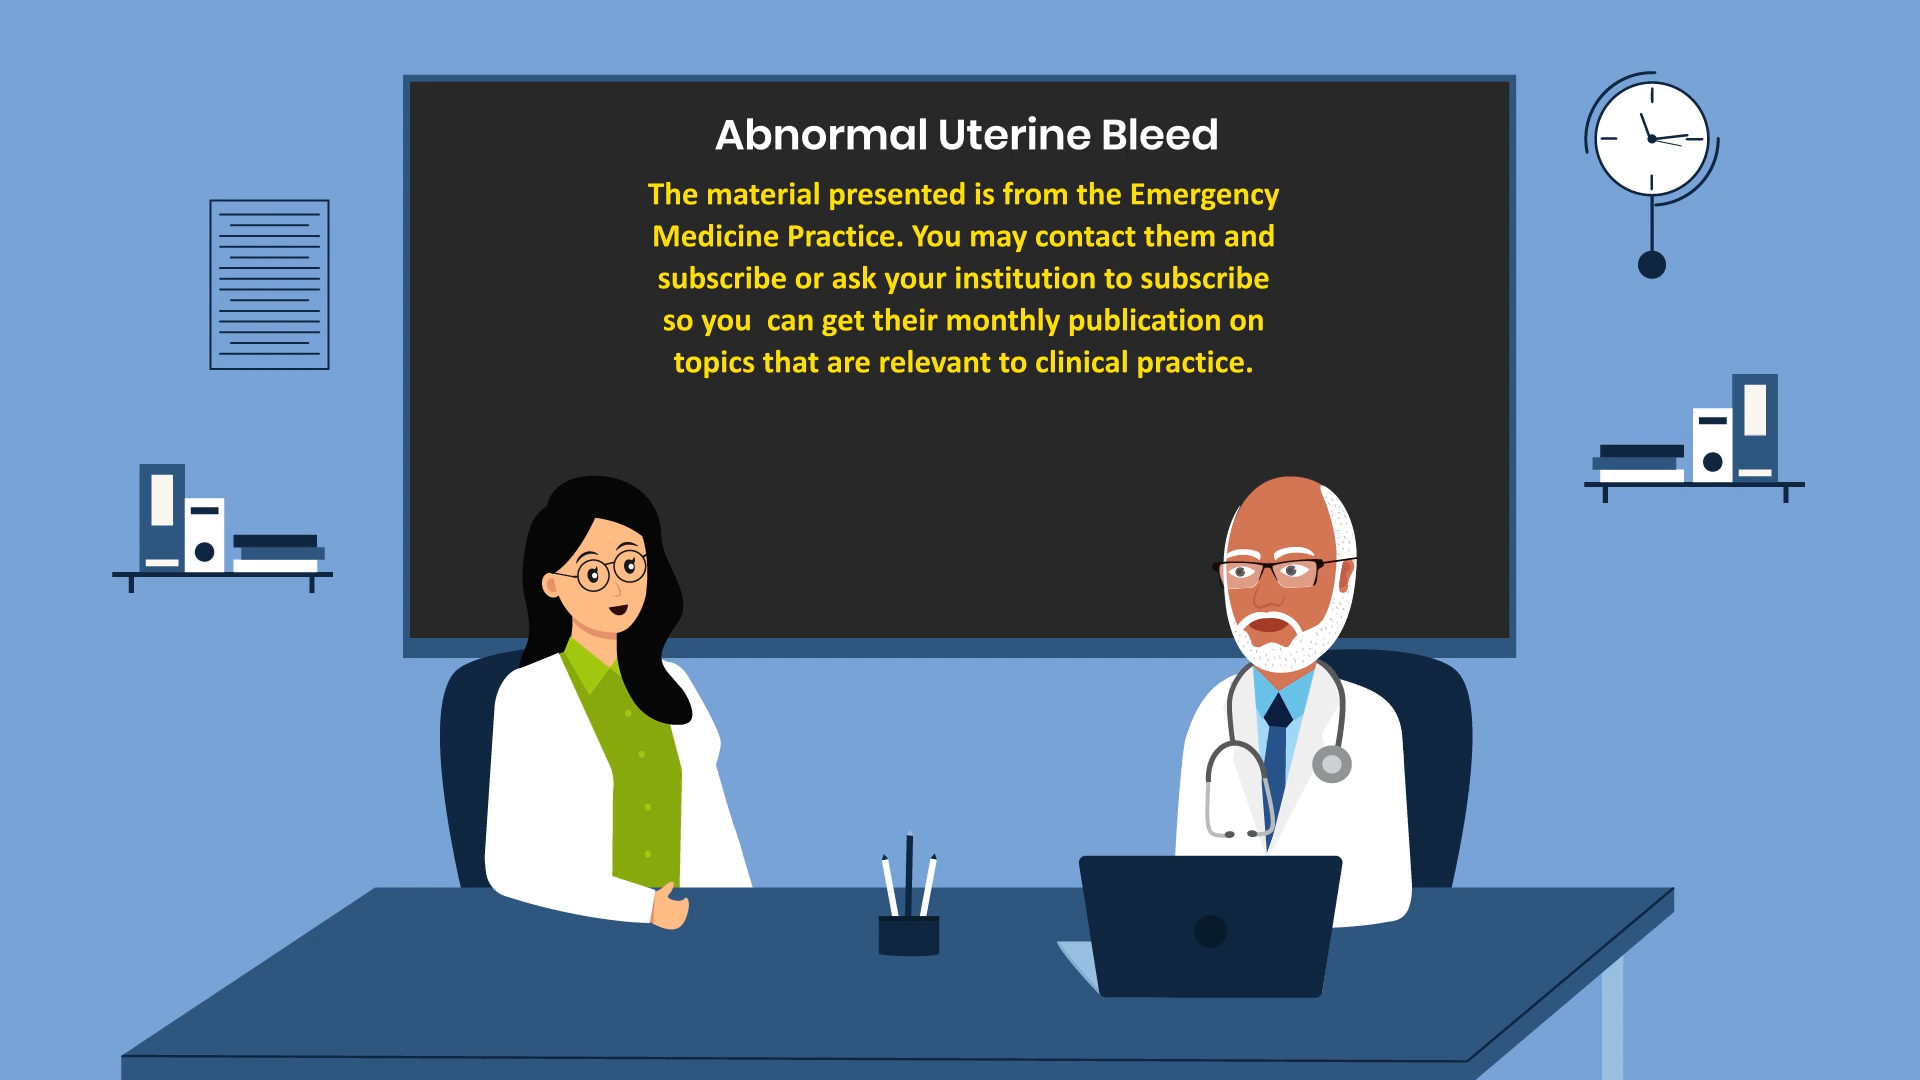 Abnormal Uterine Bleed
The material presented is from the Emergency
Medicine Practice. You may contact them and
subscribe or ask your institution to subscribe
so you  can get their monthly publication on
topics that are relevant to clinical practice.